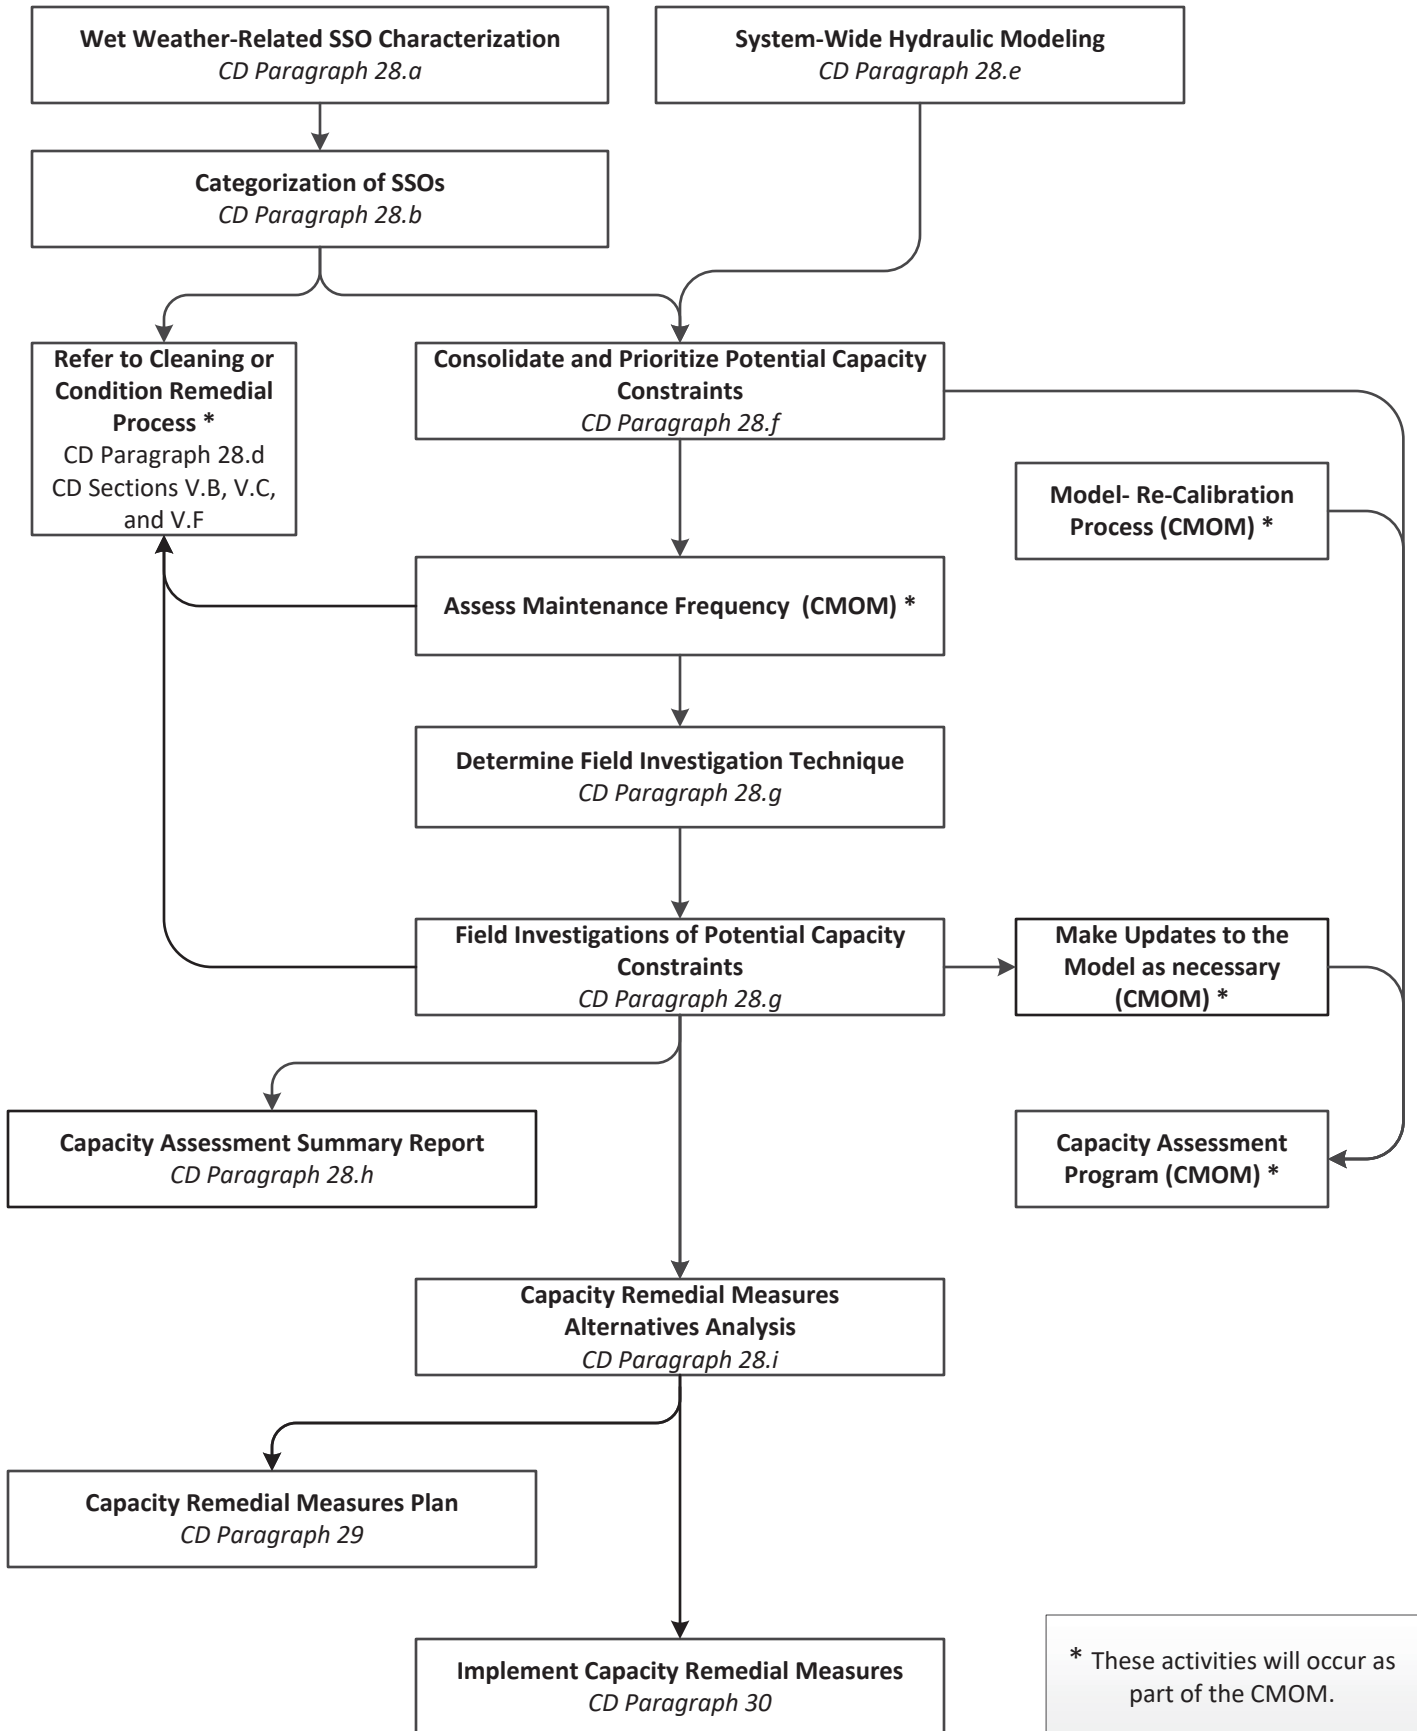 Wet Weather-Related SSO Characterization
CD Paragraph 28.a
System-Wide Hydraulic Modeling
CD Paragraph 28.e
Categorization of SSOs
CD Paragraph 28.b
Refer to Cleaning or
Condition Remedial
Process *
CD Paragraph 28.d
CD Sections V.B, V.C,
and V.F
Consolidate and Prioritize Potential Capacity
Constraints
CD Paragraph 28.f
Model- Re-Calibration
Process (CMOM) *
Assess Maintenance Frequency  (CMOM) *
Determine Field Investigation Technique
CD Paragraph 28.g
Field Investigations of Potential Capacity
Constraints
CD Paragraph 28.g
Make Updates to the
Model as necessary
(CMOM) *
Capacity Assessment Summary Report
CD Paragraph 28.h
Capacity Assessment
Program (CMOM) *
Capacity Remedial Measures
Alternatives Analysis
CD Paragraph 28.i
Capacity Remedial Measures Plan
CD Paragraph 29
Implement Capacity Remedial Measures
CD Paragraph 30
* These activities will occur as
part of the CMOM.